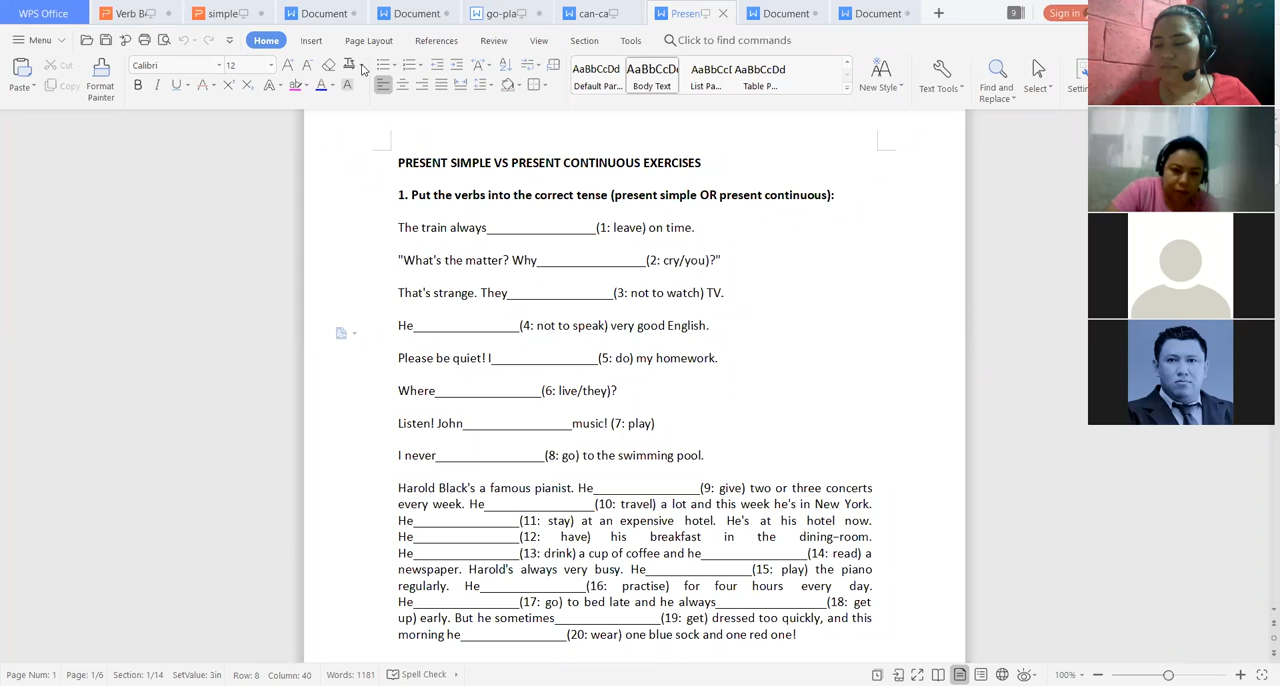 WPS Office Verb B simple Document Document go-pla can-ca Presen Document Document 9 Sign in
Menu Home Insert Page Layout References Review View Section Tools Click to find commands
Paste Cut Copy Format Painter Calibri 12
AaBbCcDd AaBbCcDd AaBbCcI AaBbCcDd
Default Par... Body Text List Pa... Table P...
New Style Text Tools Find and Replace Select Settin
PRESENT SIMPLE VS PRESENT CONTINUOUS EXERCISES
1. Put the verbs into the correct tense (present simple OR present continuous):
The train always________________(1: leave) on time.
"What's the matter? Why________________(2: cry/you)?"
That's strange. They________________(3: not to watch) TV.
He________________(4: not to speak) very good English.
Please be quiet! I________________(5: do) my homework.
Where________________(6: live/they)?
Listen! John________________music! (7: play)
I never________________(8: go) to the swimming pool.
Harold Black's a famous pianist. He________________(9: give) two or three concerts
every week. He________________(10: travel) a lot and this week he's in New York.
He________________(11: stay) at an expensive hotel. He's at his hotel now.
He________________(12: have) his breakfast in the dining-room.
He________________(13: drink) a cup of coffee and he________________(14: read) a
newspaper. Harold's always very busy. He________________(15: play) the piano
regularly. He________________(16: practise) for four hours every day.
He________________(17: go) to bed late and he always________________(18: get
up) early. But he sometimes________________(19: get) dressed too quickly, and this
morning he________________(20: wear) one blue sock and one red one!
Page Num: 1 Page: 1/6 Section: 1/14 SetValue: 3in Row: 8 Column: 40 Words: 1181 Spell Check 100%